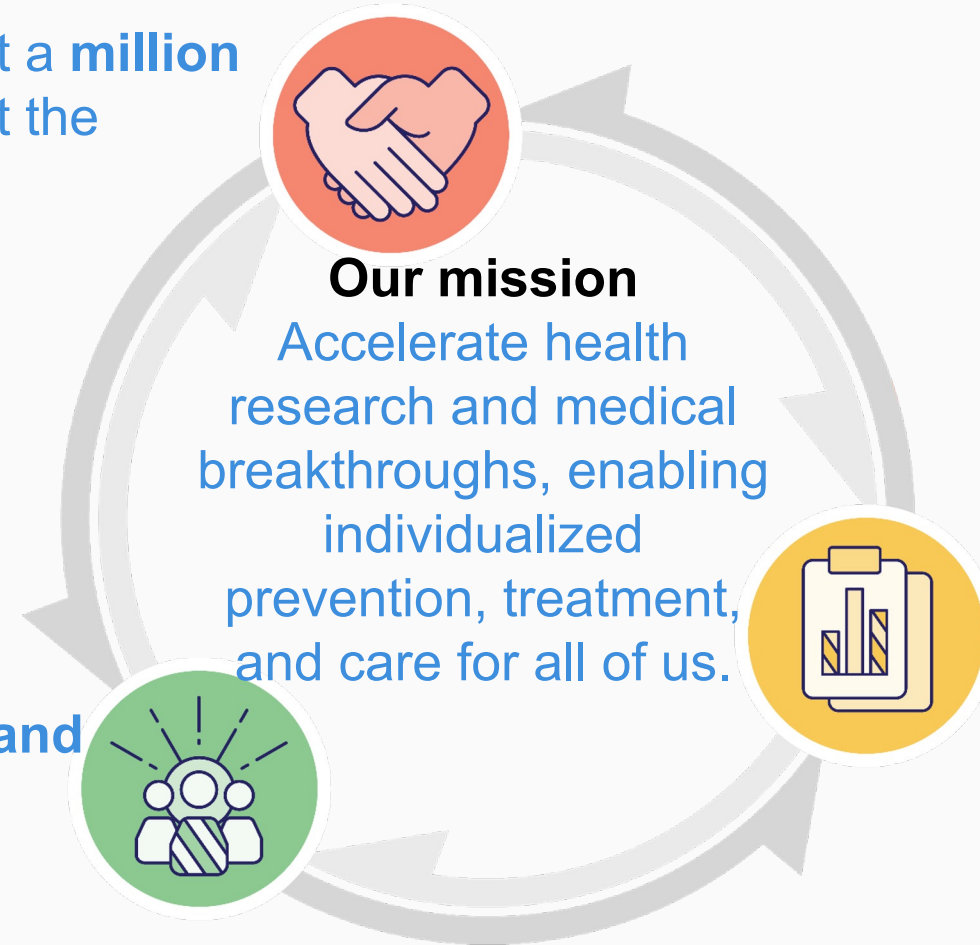 t a million
t the
Our mission
Accelerate health
research and medical
breakthroughs, enabling
individualized
prevention, treatment,
and care for all of us.
and